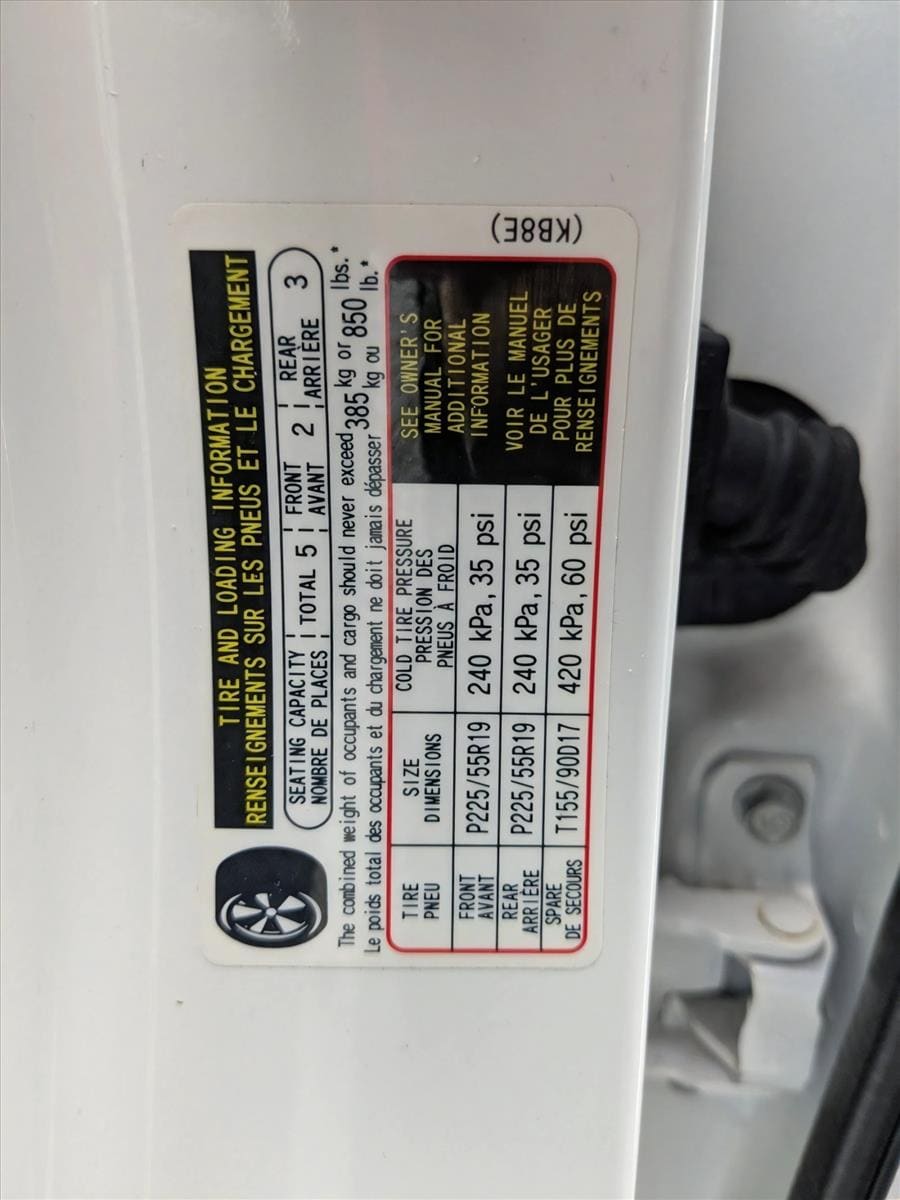 TIRE AND LOADING INFORMATION
RENSEIGNEMENTS SUR LES PNEUS ET LE CHARGEMENT
SEATING CAPACITY TOTAL 5 FRONT 2 REAR 3
NOMBRE DE PLACES AVANT ARRIÈRE
The combined weight of occupants and cargo should never exceed 385 kg or 850 lbs.*
Le poids total des occupants et du chargement ne doit jamais dépasser kg ou lb.*
TIRE SIZE COLD TIRE PRESSURE
PNEU DIMENSIONS PRESSION DES
PNEUS À FROID
FRONT P225/55R19 240 kPa, 35 psi
AVANT
REAR P225/55R19 240 kPa, 35 psi
ARRIÈRE
SPARE T155/90D17 420 kPa, 60 psi
DE SECOURS
SEE OWNER'S
MANUAL FOR
ADDITIONAL
INFORMATION
VOIR LE MANUEL
DE L'USAGER
POUR PLUS DE
RENSEIGNEMENTS
(KB8E)